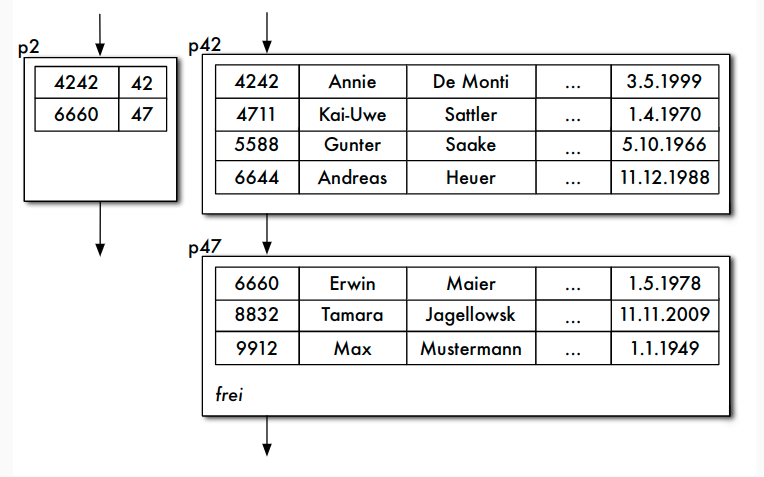 p2
4242 42
6660 47
p42
4242 Annie De Monti ... 3.5.1999
4711 Kai-Uwe Sattler ... 1.4.1970
5588 Gunter Saake ... 5.10.1966
6644 Andreas Heuer ... 11.12.1988
p47
6660 Erwin Maier ... 1.5.1978
8832 Tamara Jagellowsk ... 11.11.2009
9912 Max Mustermann ... 1.1.1949
frei